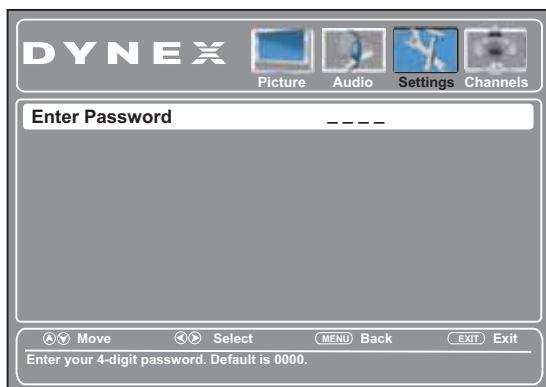 DYNEX
Picture Audio Settings Channels
Enter Password _ _ _ _
Move Select MENU Back EXIT Exit
Enter your 4-digit password. Default is 0000.